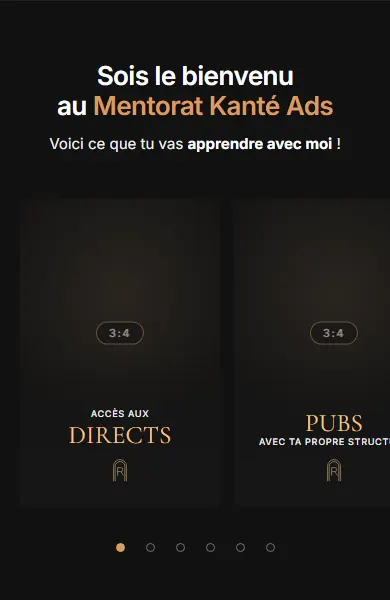 Sois le bienvenu
au Mentorat Kanté Ads
Voici ce que tu vas apprendre avec moi !
3:4
ACCÈS AUX
DIRECTS
R
3:4
PUBS
AVEC TA PROPRE
R